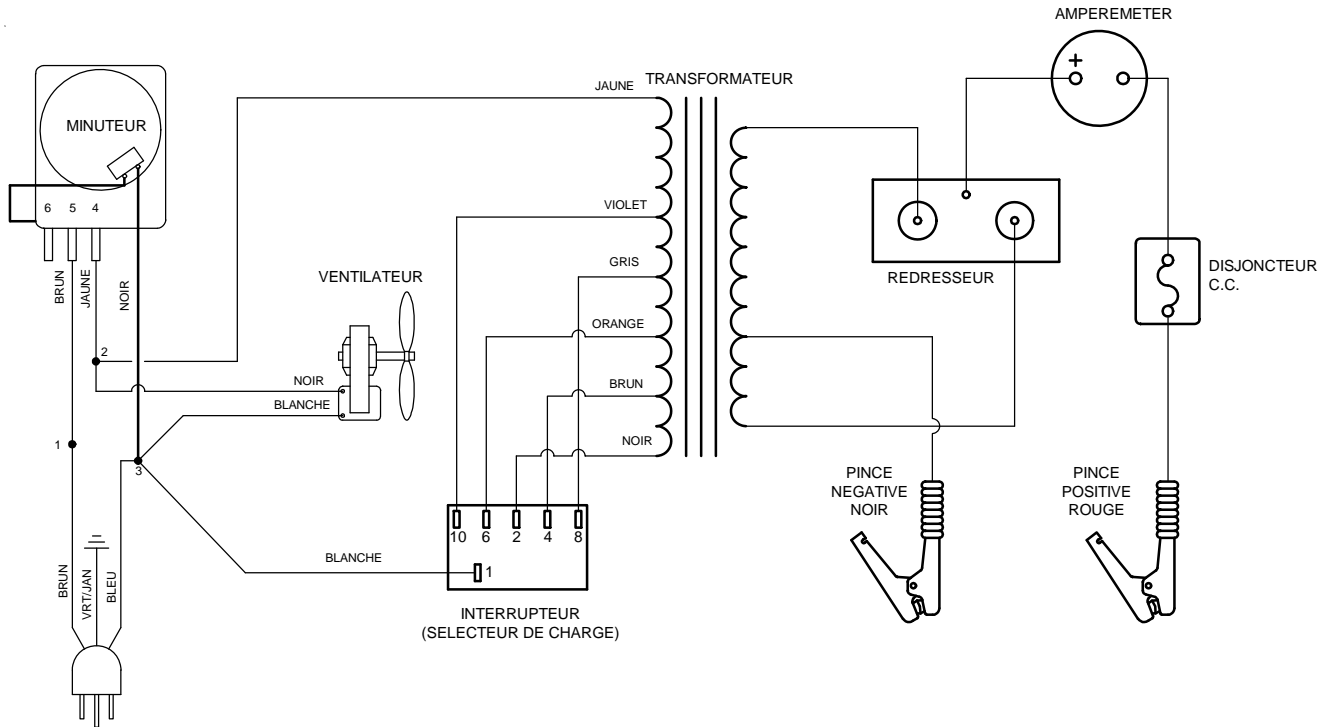 AMPEREMETER
+
TRANSFORMATEUR
JAUNE
MINUTEUR
6 5 4
VIOLET
REDRESSEUR
GRIS
DISJONCTEUR
C.C.
BRUN
JAUNE
NOIR
VENTILATEUR
ORANGE
2
NOIR
BLANCHE
BRUN
1
NOIR
3
PINCE
NEGATIVE
NOIR
PINCE
POSITIVE
ROUGE
10 6 2 4 8
BLANCHE
1
BRUN
VRT/JAN
BLEU
INTERRUPTEUR
(SELECTEUR DE CHARGE)